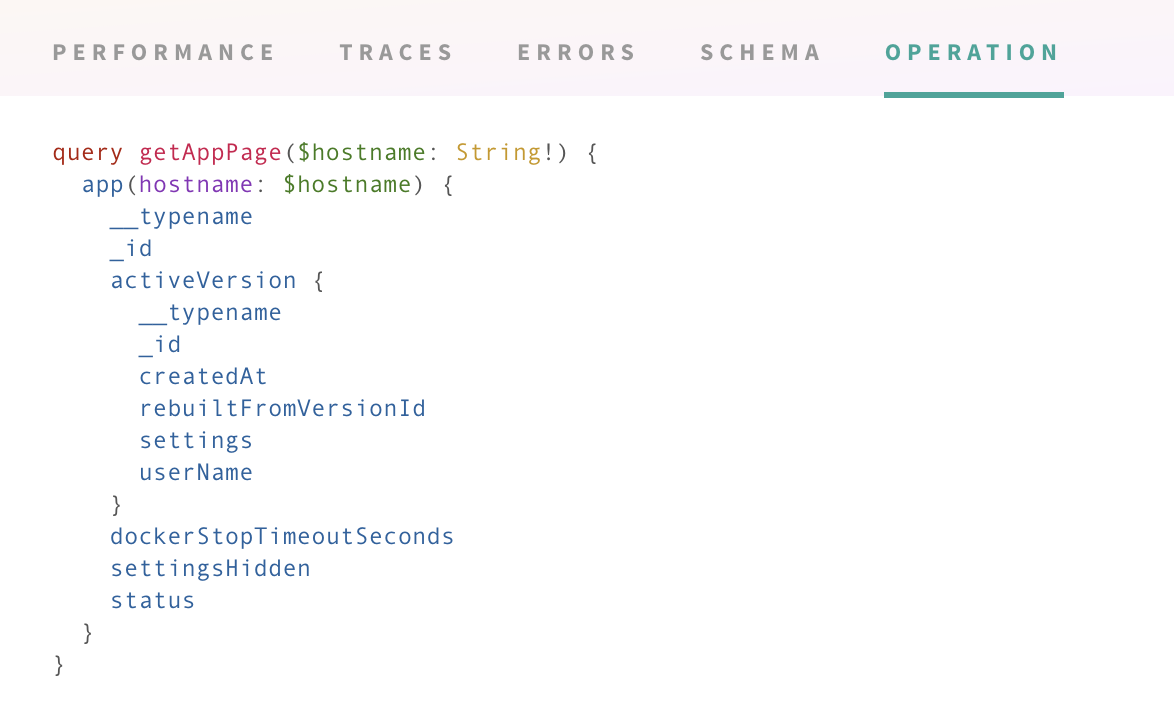 PERFORMANCE TRACES ERRORS SCHEMA OPERATION
query getAppPage($hostname: String!) {
  app(hostname: $hostname) {
    __typename
    _id
    activeVersion {
      __typename
      _id
      createdAt
      rebuiltFromVersionId
      settings
      userName
    }
    dockerStopTimeoutSeconds
    settingsHidden
    status
  }
}